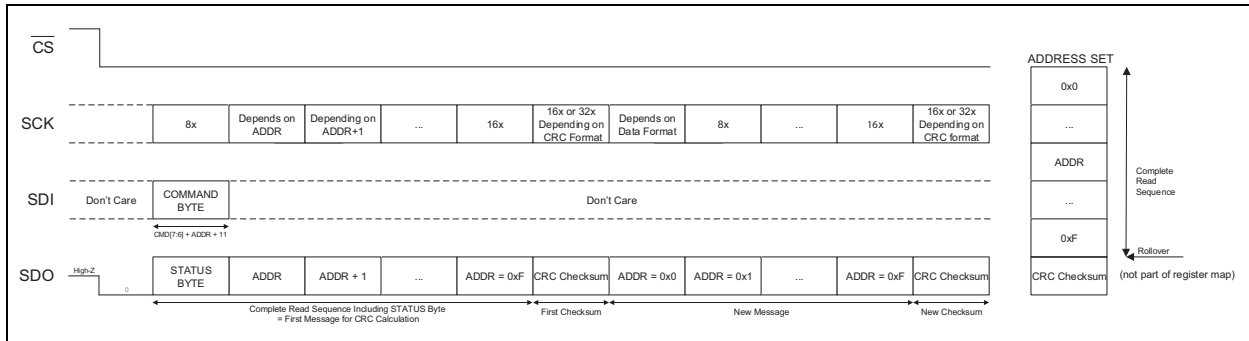 CS
SCK
8x
Depends on
ADDR
Depending on
ADDR+1
...
16x
16x or 32x
Depending on
CRC Format
Depends on
Data Format
8x
...
16x
16x or 32x
Depending on
CRC format
SDI
Don't Care
COMMAND
BYTE
Don't Care
CMD[7:6] + ADDR + 11
SDO
High-Z
0
STATUS
BYTE
ADDR
ADDR + 1
...
ADDR = 0xF
CRC Checksum
ADDR = 0x0
ADDR = 0x1
...
ADDR = 0xF
CRC Checksum
Complete Read Sequence Including STATUS Byte
= First Message for CRC Calculation
First Checksum
New Message
New Checksum
ADDRESS SET
0x0
...
ADDR
...
0xF
CRC Checksum
Complete
Read
Sequence
Rollover
(not part of register map)